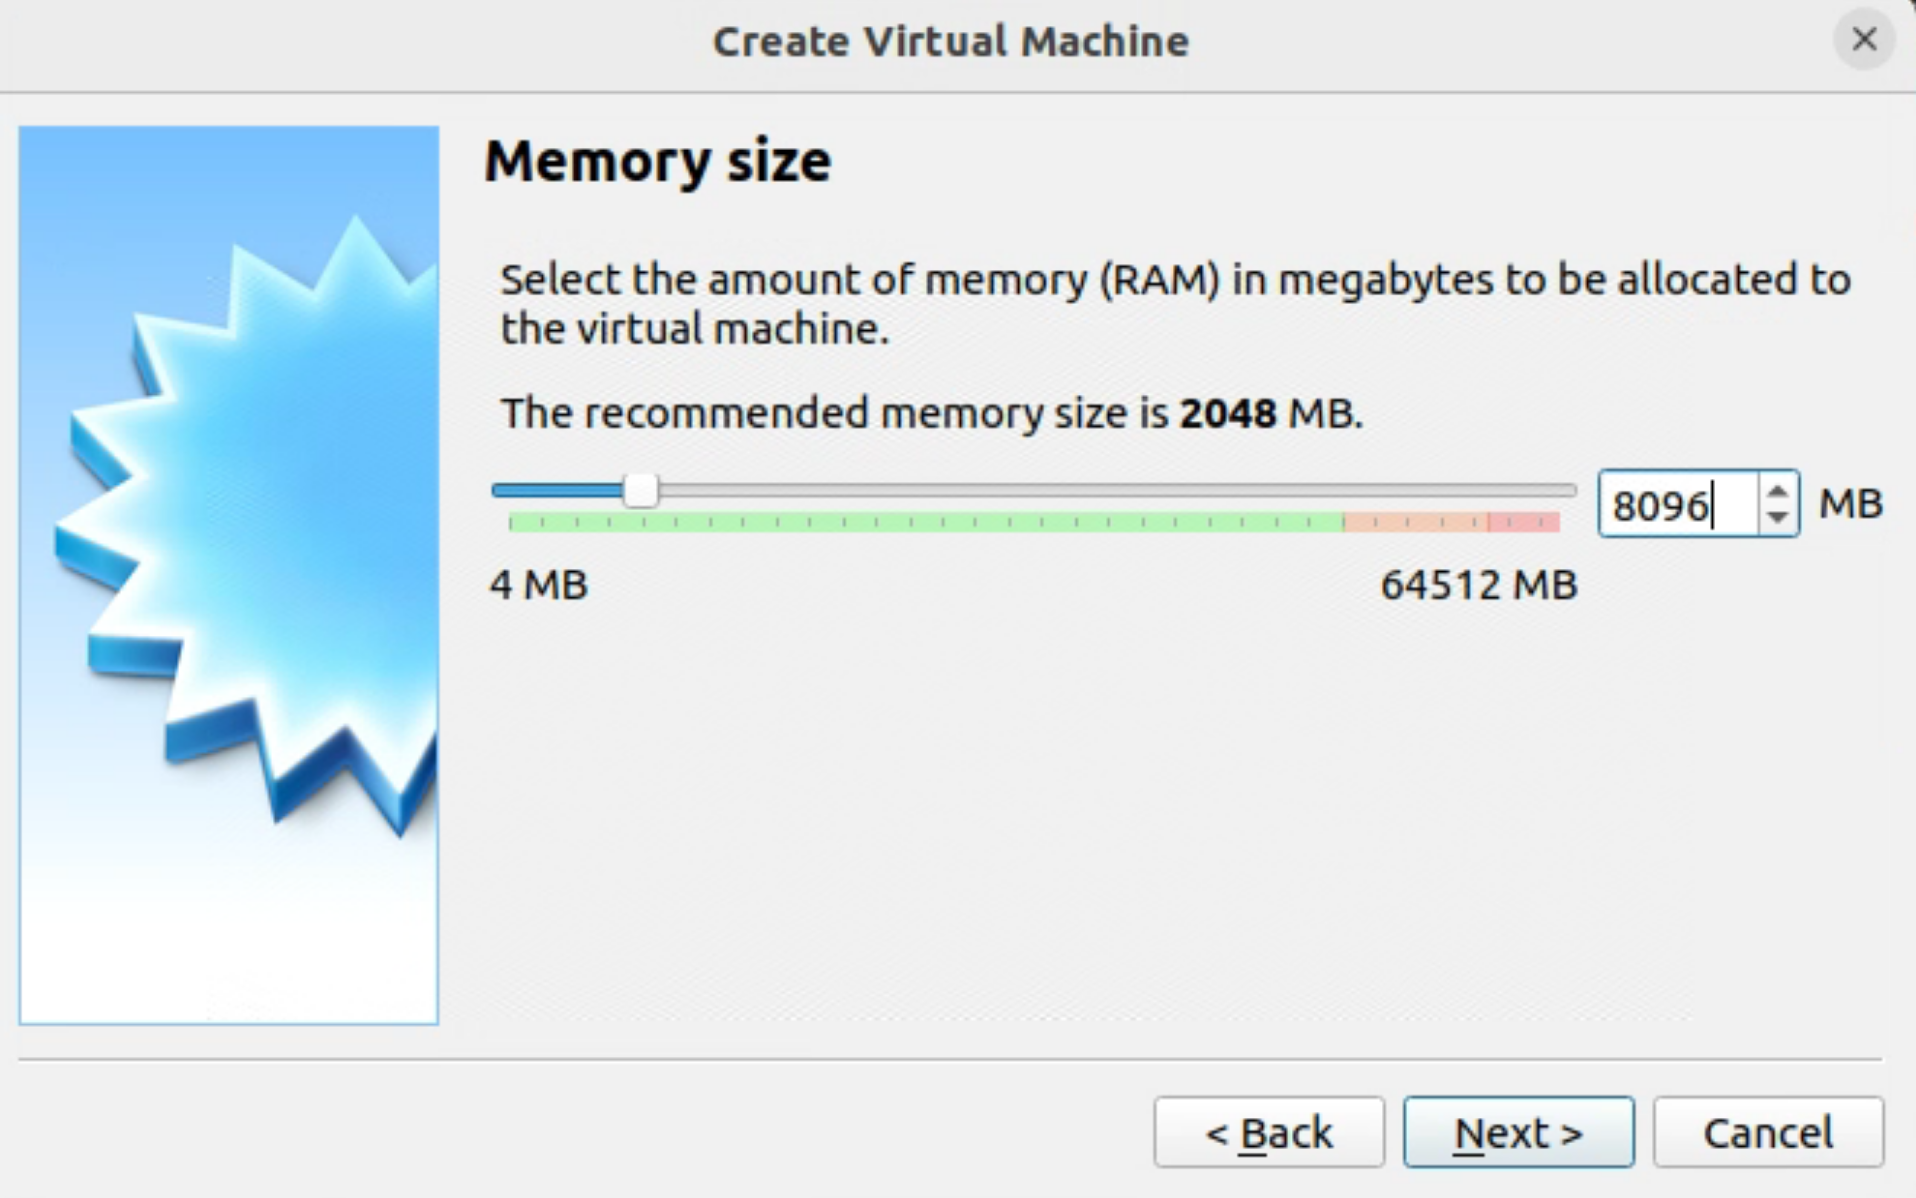 Create Virtual Machine
Memory size
Select the amount of memory (RAM) in megabytes to be allocated to
the virtual machine.
The recommended memory size is 2048 MB.
8096 MB
4 MB 64512 MB
< Back Next > Cancel